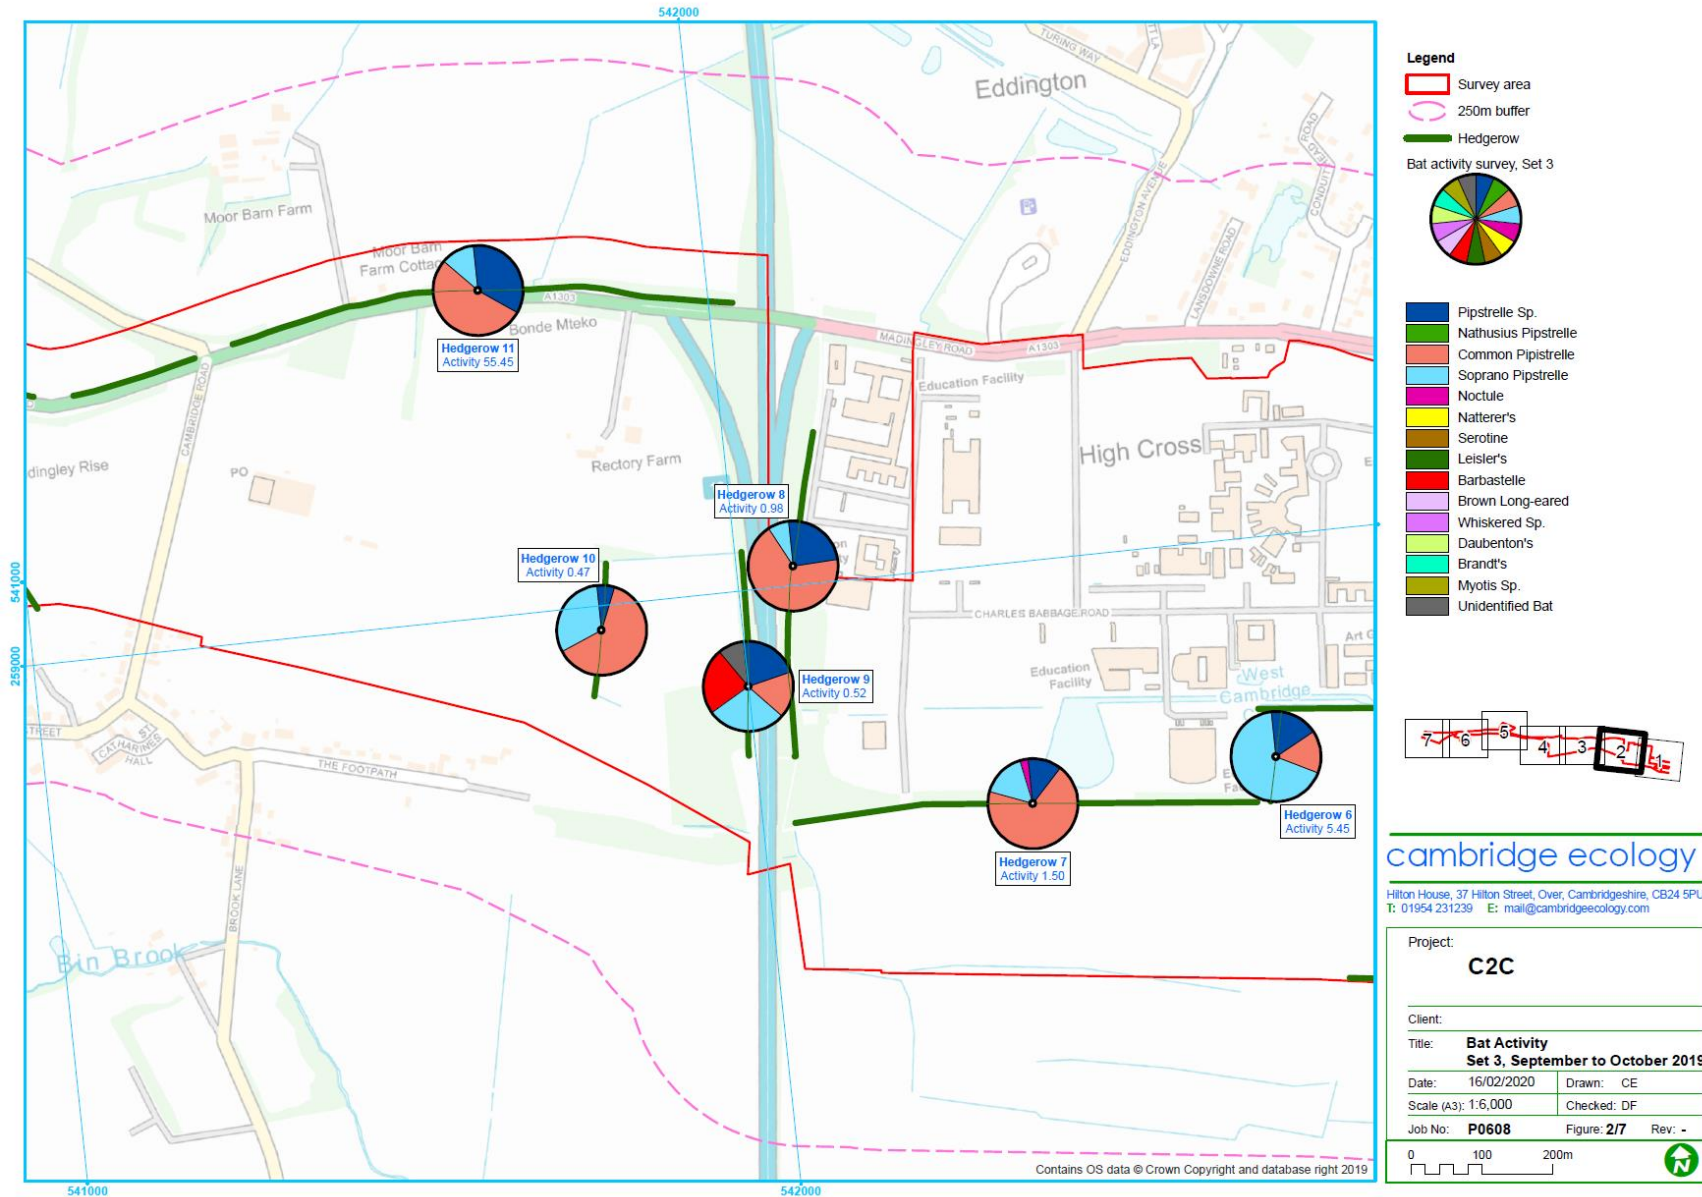 542000
Eddington
TURING WAY
ROAD
CONDUIT HEAD
EDDINGTON AVENUE
LANSDOWNE ROAD
Moor Barn Farm
Moor Barn
Farm Cottag
A1303
Bonde Mteko
Hedgerow 11
Activity 55.45
MADINGLEY ROAD
A1303
Education Facility
High Cross
CAMBRIDGE ROAD
dingley Rise
PO
Rectory Farm
Hedgerow 8
Activity 0.98
Hedgerow 10
Activity 0.47
541000
259000
CHARLES BABBAGE ROAD
Art
Education
Facility
West
Cambridge
Hedgerow 9
Activity 0.52
STREET
ST
CATHARINE'S
HALL
THE FOOTPATH
Hedgerow 6
Activity 5.45
Hedgerow 7
Activity 1.50
BROOK LANE
Bin Brook
Contains OS data © Crown Copyright and database right 2019
541000
542000
Legend
Survey area
250m buffer
Hedgerow
Bat activity survey, Set 3
Pipstrelle Sp.
Nathusius Pipistrelle
Common Pipistrelle
Soprano Pipstrelle
Noctule
Natterer's
Serotine
Leisler's
Barbastelle
Brown Long-eared
Whiskered Sp.
Daubenton's
Brandt's
Myotis Sp.
Unidentified Bat
7 6 5 4 3 2 1
cambridge ecology
Hilton House, 37 Hilton Street, Over, Cambridgeshire, CB24 5PU
T: 01954 231239 E: mail@cambridgeecology.com
Project:
C2C
Client:
Title: Bat Activity
Set 3, September to October 2019
Date: 16/02/2020 Drawn: CE
Scale (A3): 1:6,000 Checked: DF
Job No: P0608 Figure: 2/7 Rev: -
0 100 200m
N